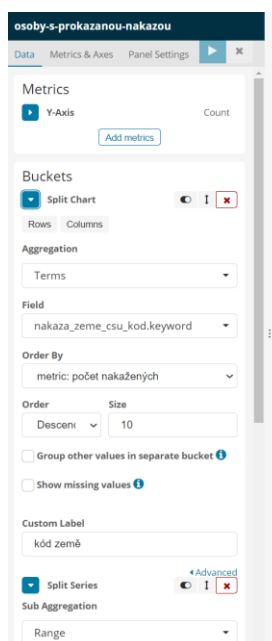 osoby-s-prokazanou-nakazou
Data Metrics & Axes Panel Settings
Metrics
Y-Axis Count
Add metrics
Buckets
Split Chart
Rows Columns
Aggregation
Terms
Field
nakaza_zeme_csu_kod.keyword
Order By
metric: počet nakažených
Order Size
Descen 10
Group other values in separate bucket
Show missing values
Custom Label
kód země
Advanced
Split Series
Sub Aggregation
Range